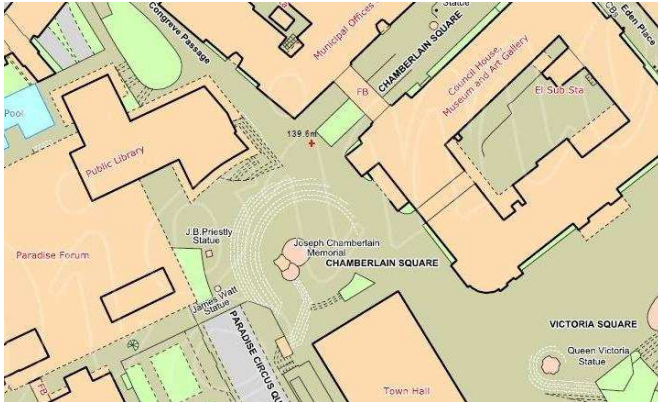 Statue
Congreve Passage
Municipal Offices
CHAMBERLAIN SQUARE
FB
Eden Place
Council House,
Museum and Art Gallery
El Sub Sta
Pool
139.6m
Public Library
J.B.Priestly
Statue
Joseph Chamberlain
Memorial
CHAMBERLAIN SQUARE
Paradise Forum
James Watt
Statue
PARADISE CIRCUS QU
VICTORIA SQUARE
Queen Victoria
Statue
Town Hall
FB